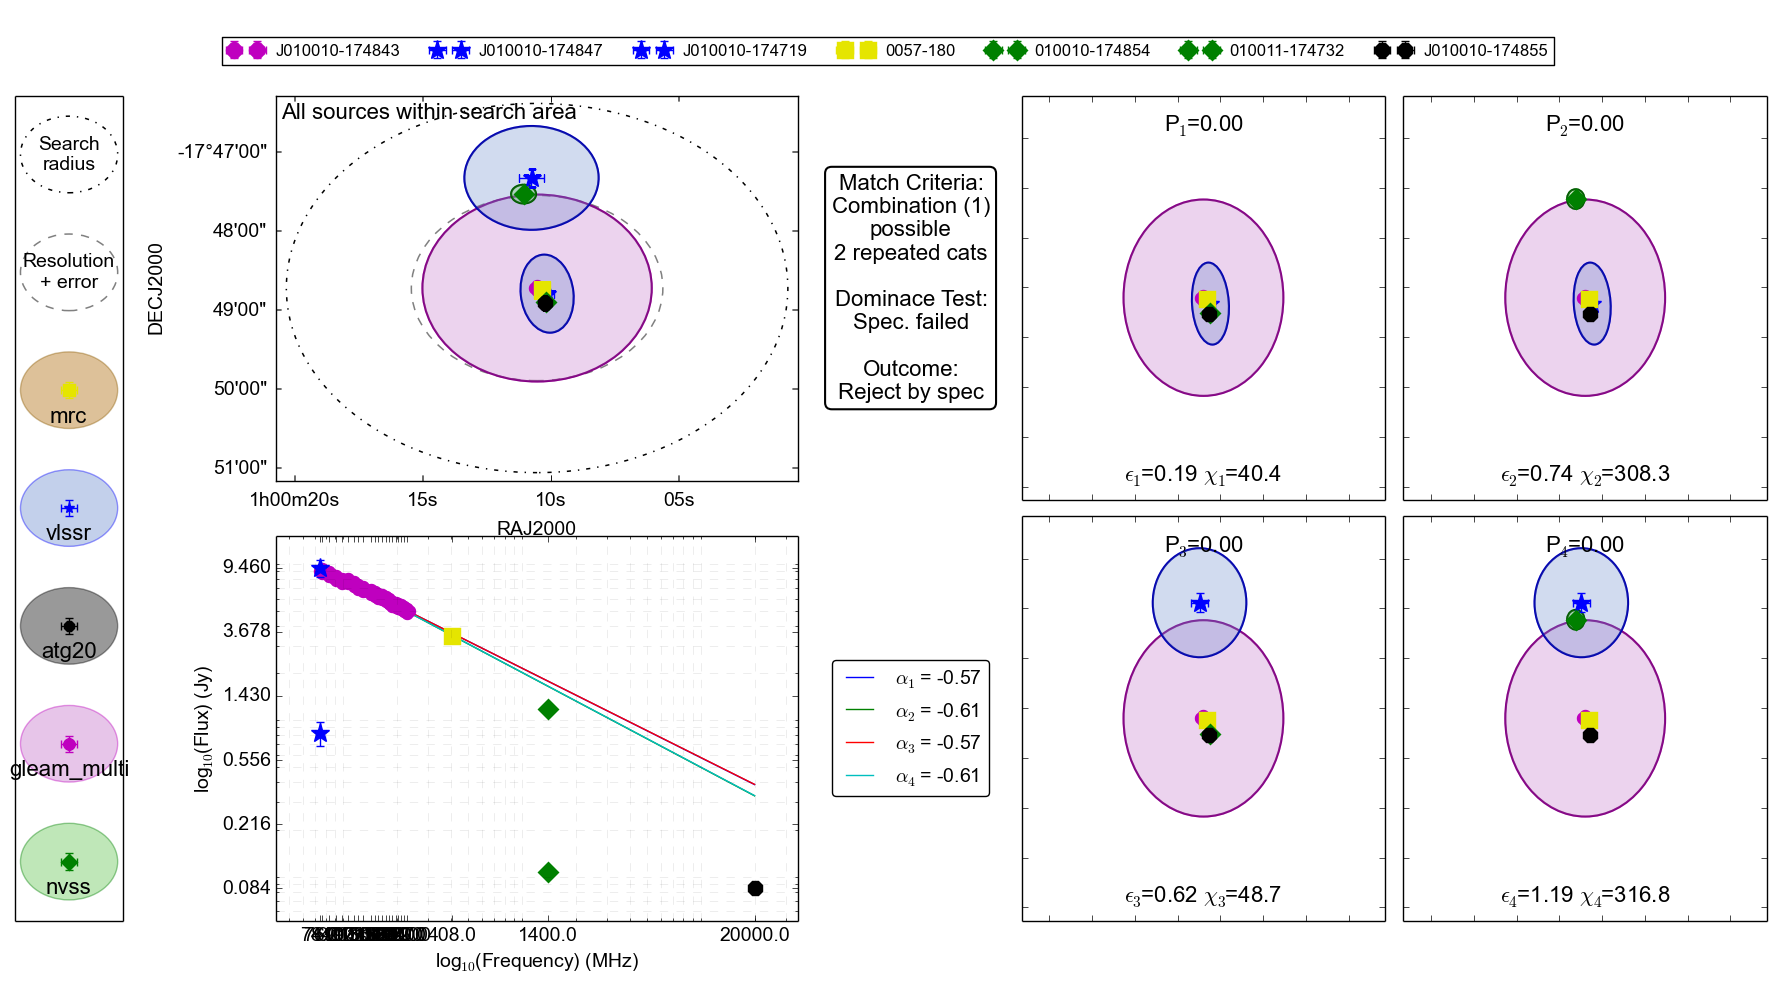 J010010-174843 J010010-174847 J010010-174719 0057-180 010010-174854 010011-174732 J010010-174855
Search
radius
Resolution
+ error
mrc
vlssr
atg20
gleam_multi
nvss
All sources within search area
DECJ2000
-17°47'00"
48'00"
49'00"
50'00"
51'00"
1h00m20s 15s 10s 05s
RAJ2000
Match Criteria:
Combination (1)
possible
2 repeated cats
Dominace Test:
Spec. failed
Outcome:
Reject by spec
P1=0.00
ϵ1=0.19 χ1=40.4
P2=0.00
ϵ2=0.74 χ2=308.3
log10(Flux) (Jy)
9.460
3.678
1.430
0.556
0.216
0.084
408.0 1400.0 20000.0
log10(Frequency) (MHz)
α1 = -0.57
α2 = -0.61
α3 = -0.57
α4 = -0.61
P3=0.00
ϵ3=0.62 χ3=48.7
P4=0.00
ϵ4=1.19 χ4=316.8